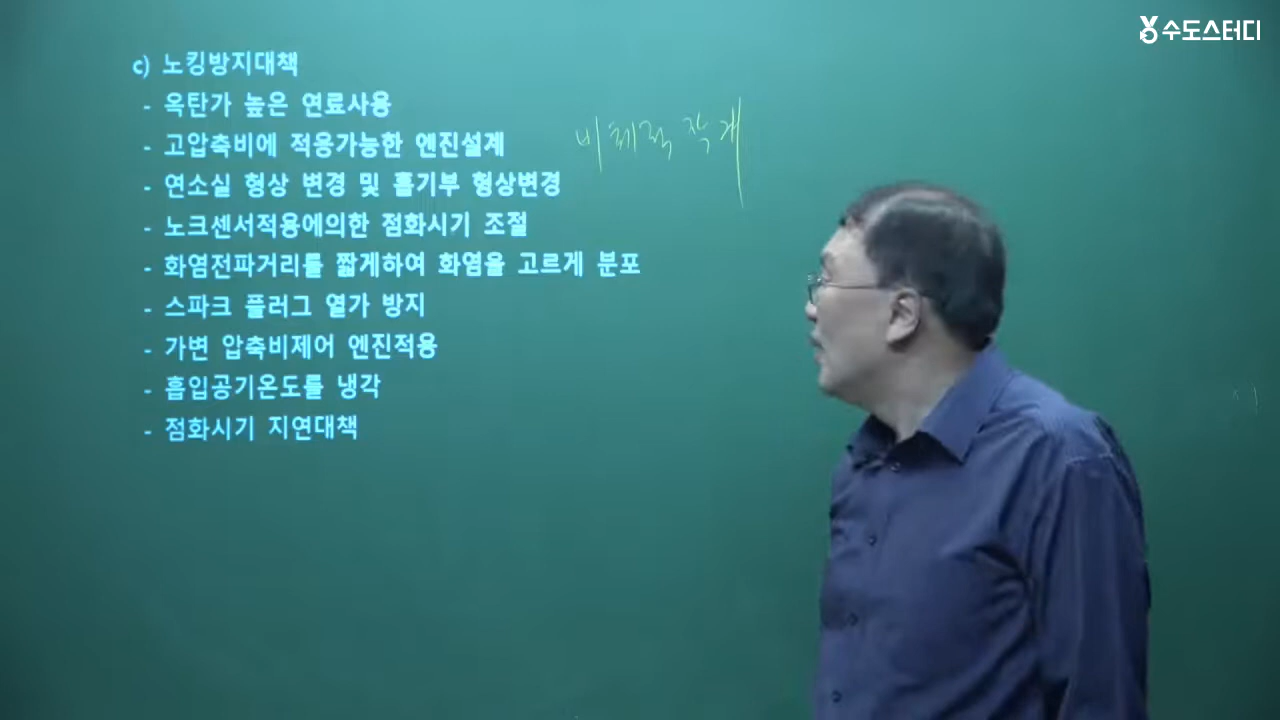 수도스터디
c) 노킹방지대책
- 옥탄가 높은 연료사용
- 고압축비에 적용가능한 엔진설계
비체적 작게
- 연소실 형상 변경 및 흘기부 형상변경
- 노크센서적용에의한 점화시기 조절
- 화염전파거리를 짧게하여 화염을 고르게 분포
- 스파크 플러그 열가 방지
- 가변 압축비제어 엔진적용
- 흡입공기온도를 냉각
- 점화시기 지연대책